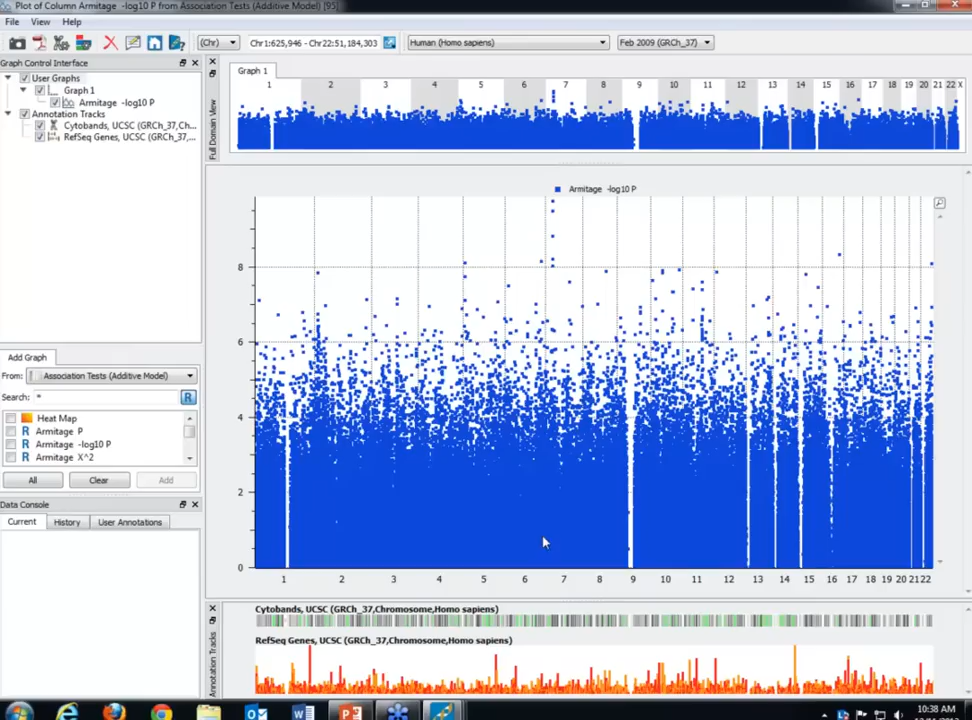 Plot of Column Armitage -log10 P from Association Tests (Additive Model) [95]
File View Help
(Chr) Chr1:625,946 - Chr22:51,184,303 Human (Homo sapiens) Feb 2009 (GRCh_37)
Graph Control Interface
User Graphs
Graph 1
Armitage -log10 P
Annotation Tracks
Cytobands, UCSC (GRCh_37,Ch...
RefSeq Genes, UCSC (GRCh_37,...
Add Graph
From: Association Tests (Additive Model)
Search: *
R
Heat Map
R Armitage P
R Armitage -log10 P
R Armitage X^2
All Clear Add
Data Console
Current History User Annotations
Graph 1
Full Domain View
1 2 3 4 5 6 7 8 9 10 11 12 13 14 15 16 17 18 19 20 21 22 X
Armitage -log10 P
8
6
4
2
0
1 2 3 4 5 6 7 8 9 10 11 12 13 14 15 16 17 18 19 20 21 22
Annotation Tracks
Cytobands, UCSC (GRCh_37,Chromosome,Homo sapiens)
RefSeq Genes, UCSC (GRCh_37,Chromosome,Homo sapiens)
10:38 AM